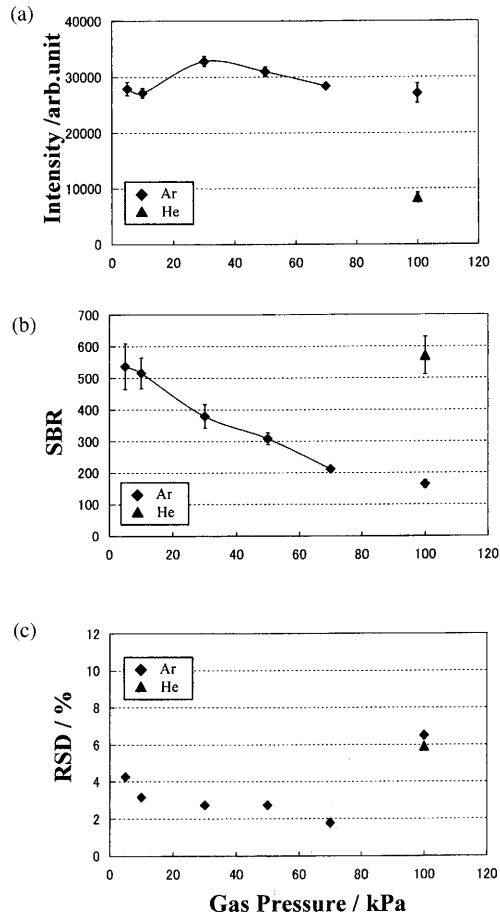 (a)
Intensity /arb.unit
40000
30000
20000
10000
0
Ar
He
0 20 40 60 80 100 120
(b)
SBR
700
600
500
400
300
200
100
0
Ar
He
0 20 40 60 80 100 120
(c)
RSD / %
12
10
8
6
4
2
0
Ar
He
0 20 40 60 80 100 120
Gas Pressure / kPa